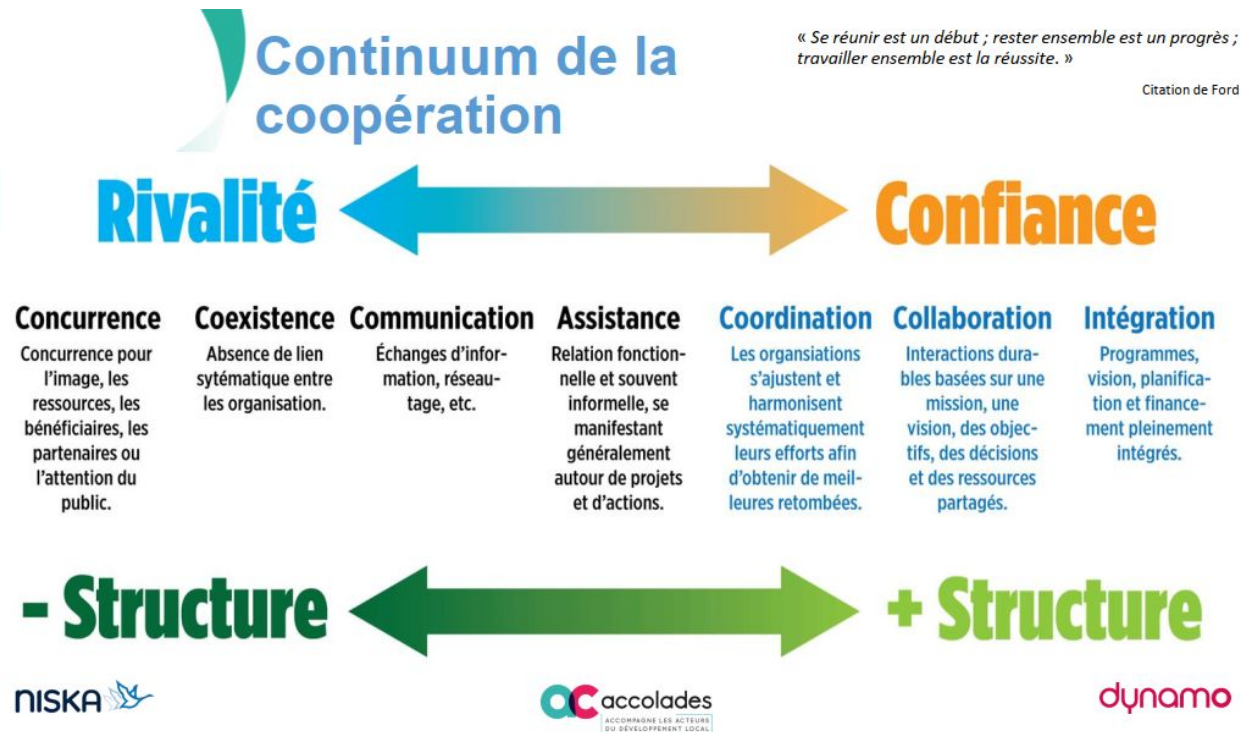 Continuum de la
coopération
« Se réunir est un début ; rester ensemble est un progrès ;
travailler ensemble est la réussite. »
Citation de Ford
Rivalité
Confiance
Concurrence
Concurrence pour
l'image, les
ressources, les
bénéficiaires, les
partenaires ou
l'attention du
public.
Coexistence
Absence de lien
sytématique entre
les organisation.
Communication
Échanges d'infor-
mation, réseau-
tage, etc.
Assistance
Relation fonction-
nelle et souvent
informelle, se
manifestant
généralement
autour de projets
et d'actions.
Coordination
Les organsiations
s'ajustent et
harmonisent
systématiquement
leurs efforts afin
d'obtenir de meil-
leures retombées.
Collaboration
Interactions dura-
bles basées sur une
mission, une
vision, des objec-
tifs, des décisions
et des ressources
partagés.
Intégration
Programmes,
vision, planifica-
tion et finance-
ment pleinement
intégrés.
- Structure
+ Structure
NISKA
ac accolades
ACCOMPAGNE LES ACTEURS
DU DÉVELOPPEMENT LOCAL
dynamo